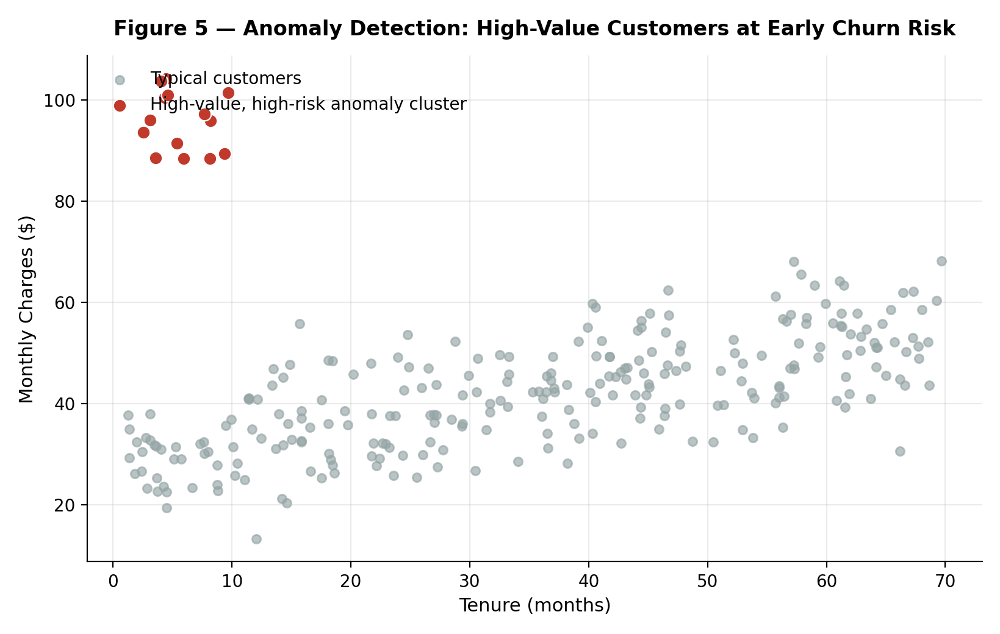 Figure 5 — Anomaly Detection: High-Value Customers at Early Churn Risk
Typical customers
High-value, high-risk anomaly cluster
100
80
60
40
20
Monthly Charges ($)
0 10 20 30 40 50 60 70
Tenure (months)